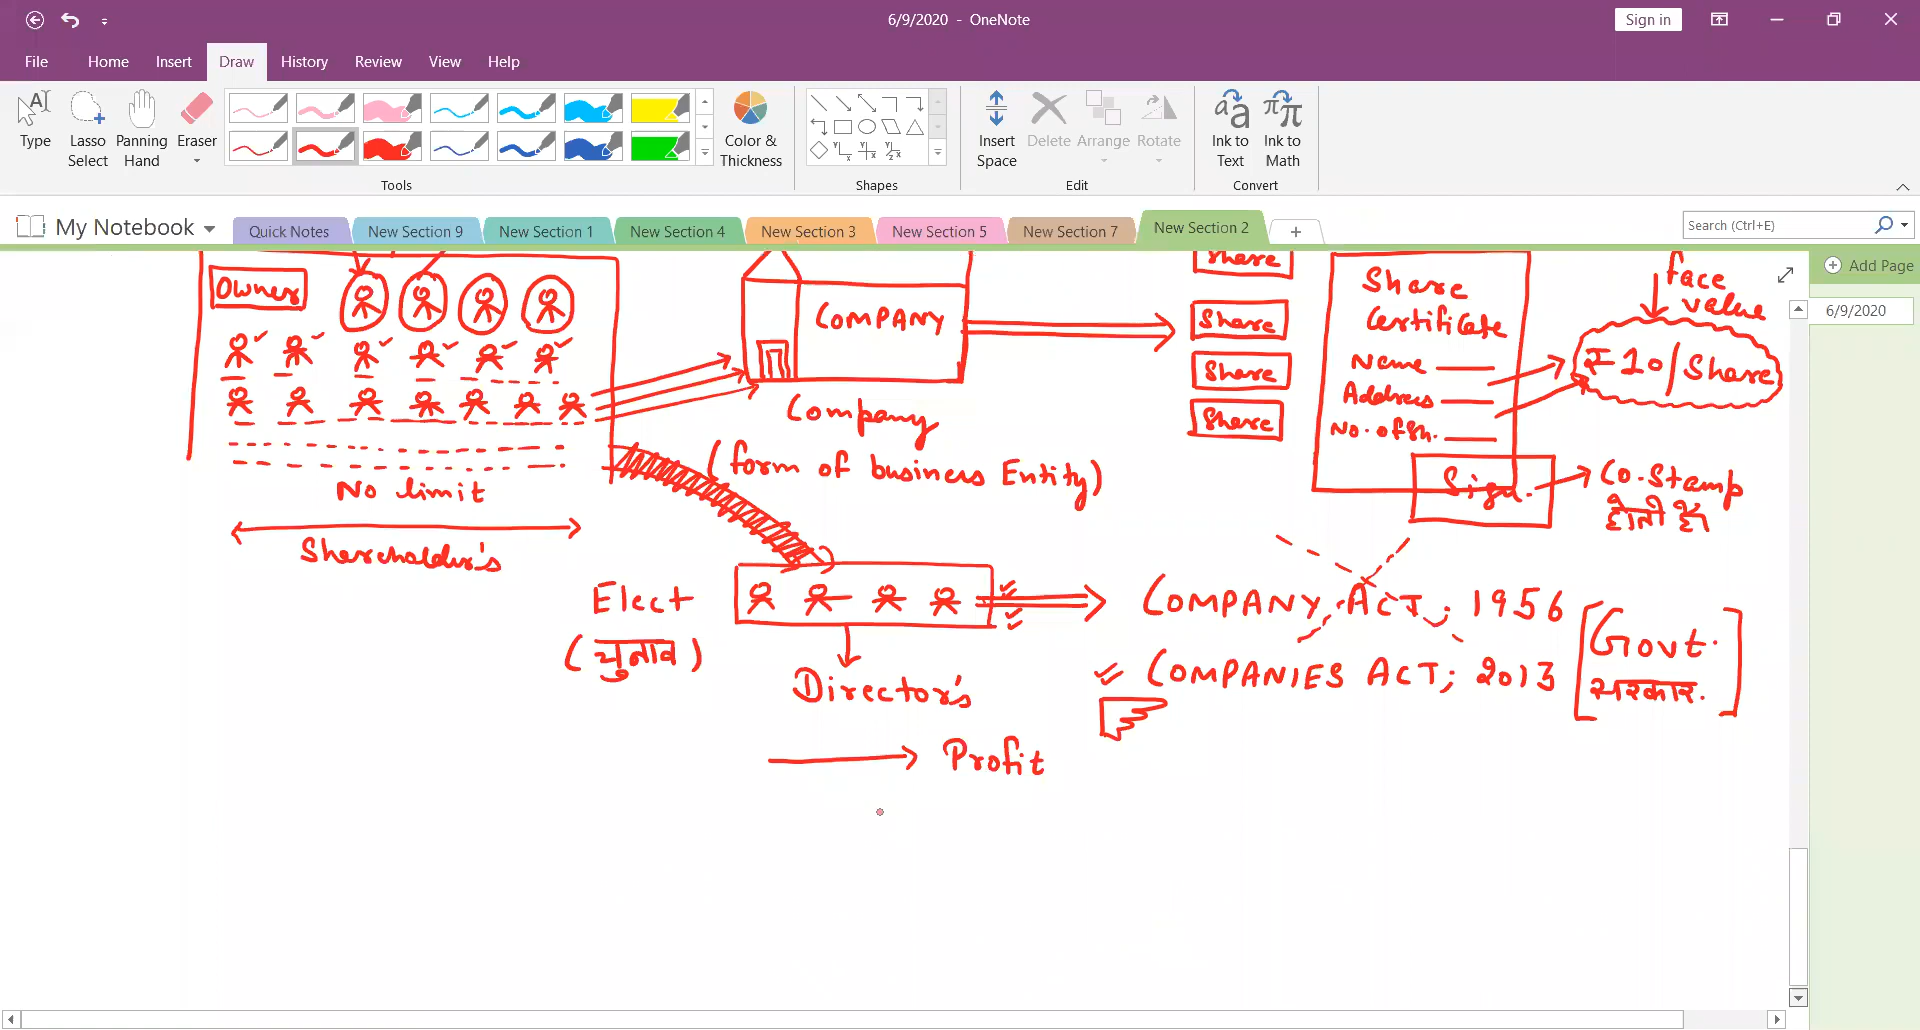 6/9/2020 - OneNote
Sign in
File Home Insert Draw History Review View Help
Type
Lasso Select
Panning Hand
Eraser
Color & Thickness
Insert Space
Delete
Arrange
Rotate
Ink to Text
Ink to Math
Tools
Shapes
Edit
Convert
My Notebook
Quick Notes
New Section 9
New Section 1
New Section 4
New Section 3
New Section 5
New Section 7
New Section 2
Search (Ctrl+E)
Add Page
6/9/2020
Owner
No limit
Shareholder's
COMPANY
Company
(form of business Entity)
Share
Share
Share
Share
Share
Certificate
Name
Address
No. of Sh.
Sign.
face
value
₹10/Share
Co. Stamp
होती है
Elect
(चुनाव)
Director's
Profit
COMPANY ACT; 1956
COMPANIES ACT; 2013
Govt.
सरकार.